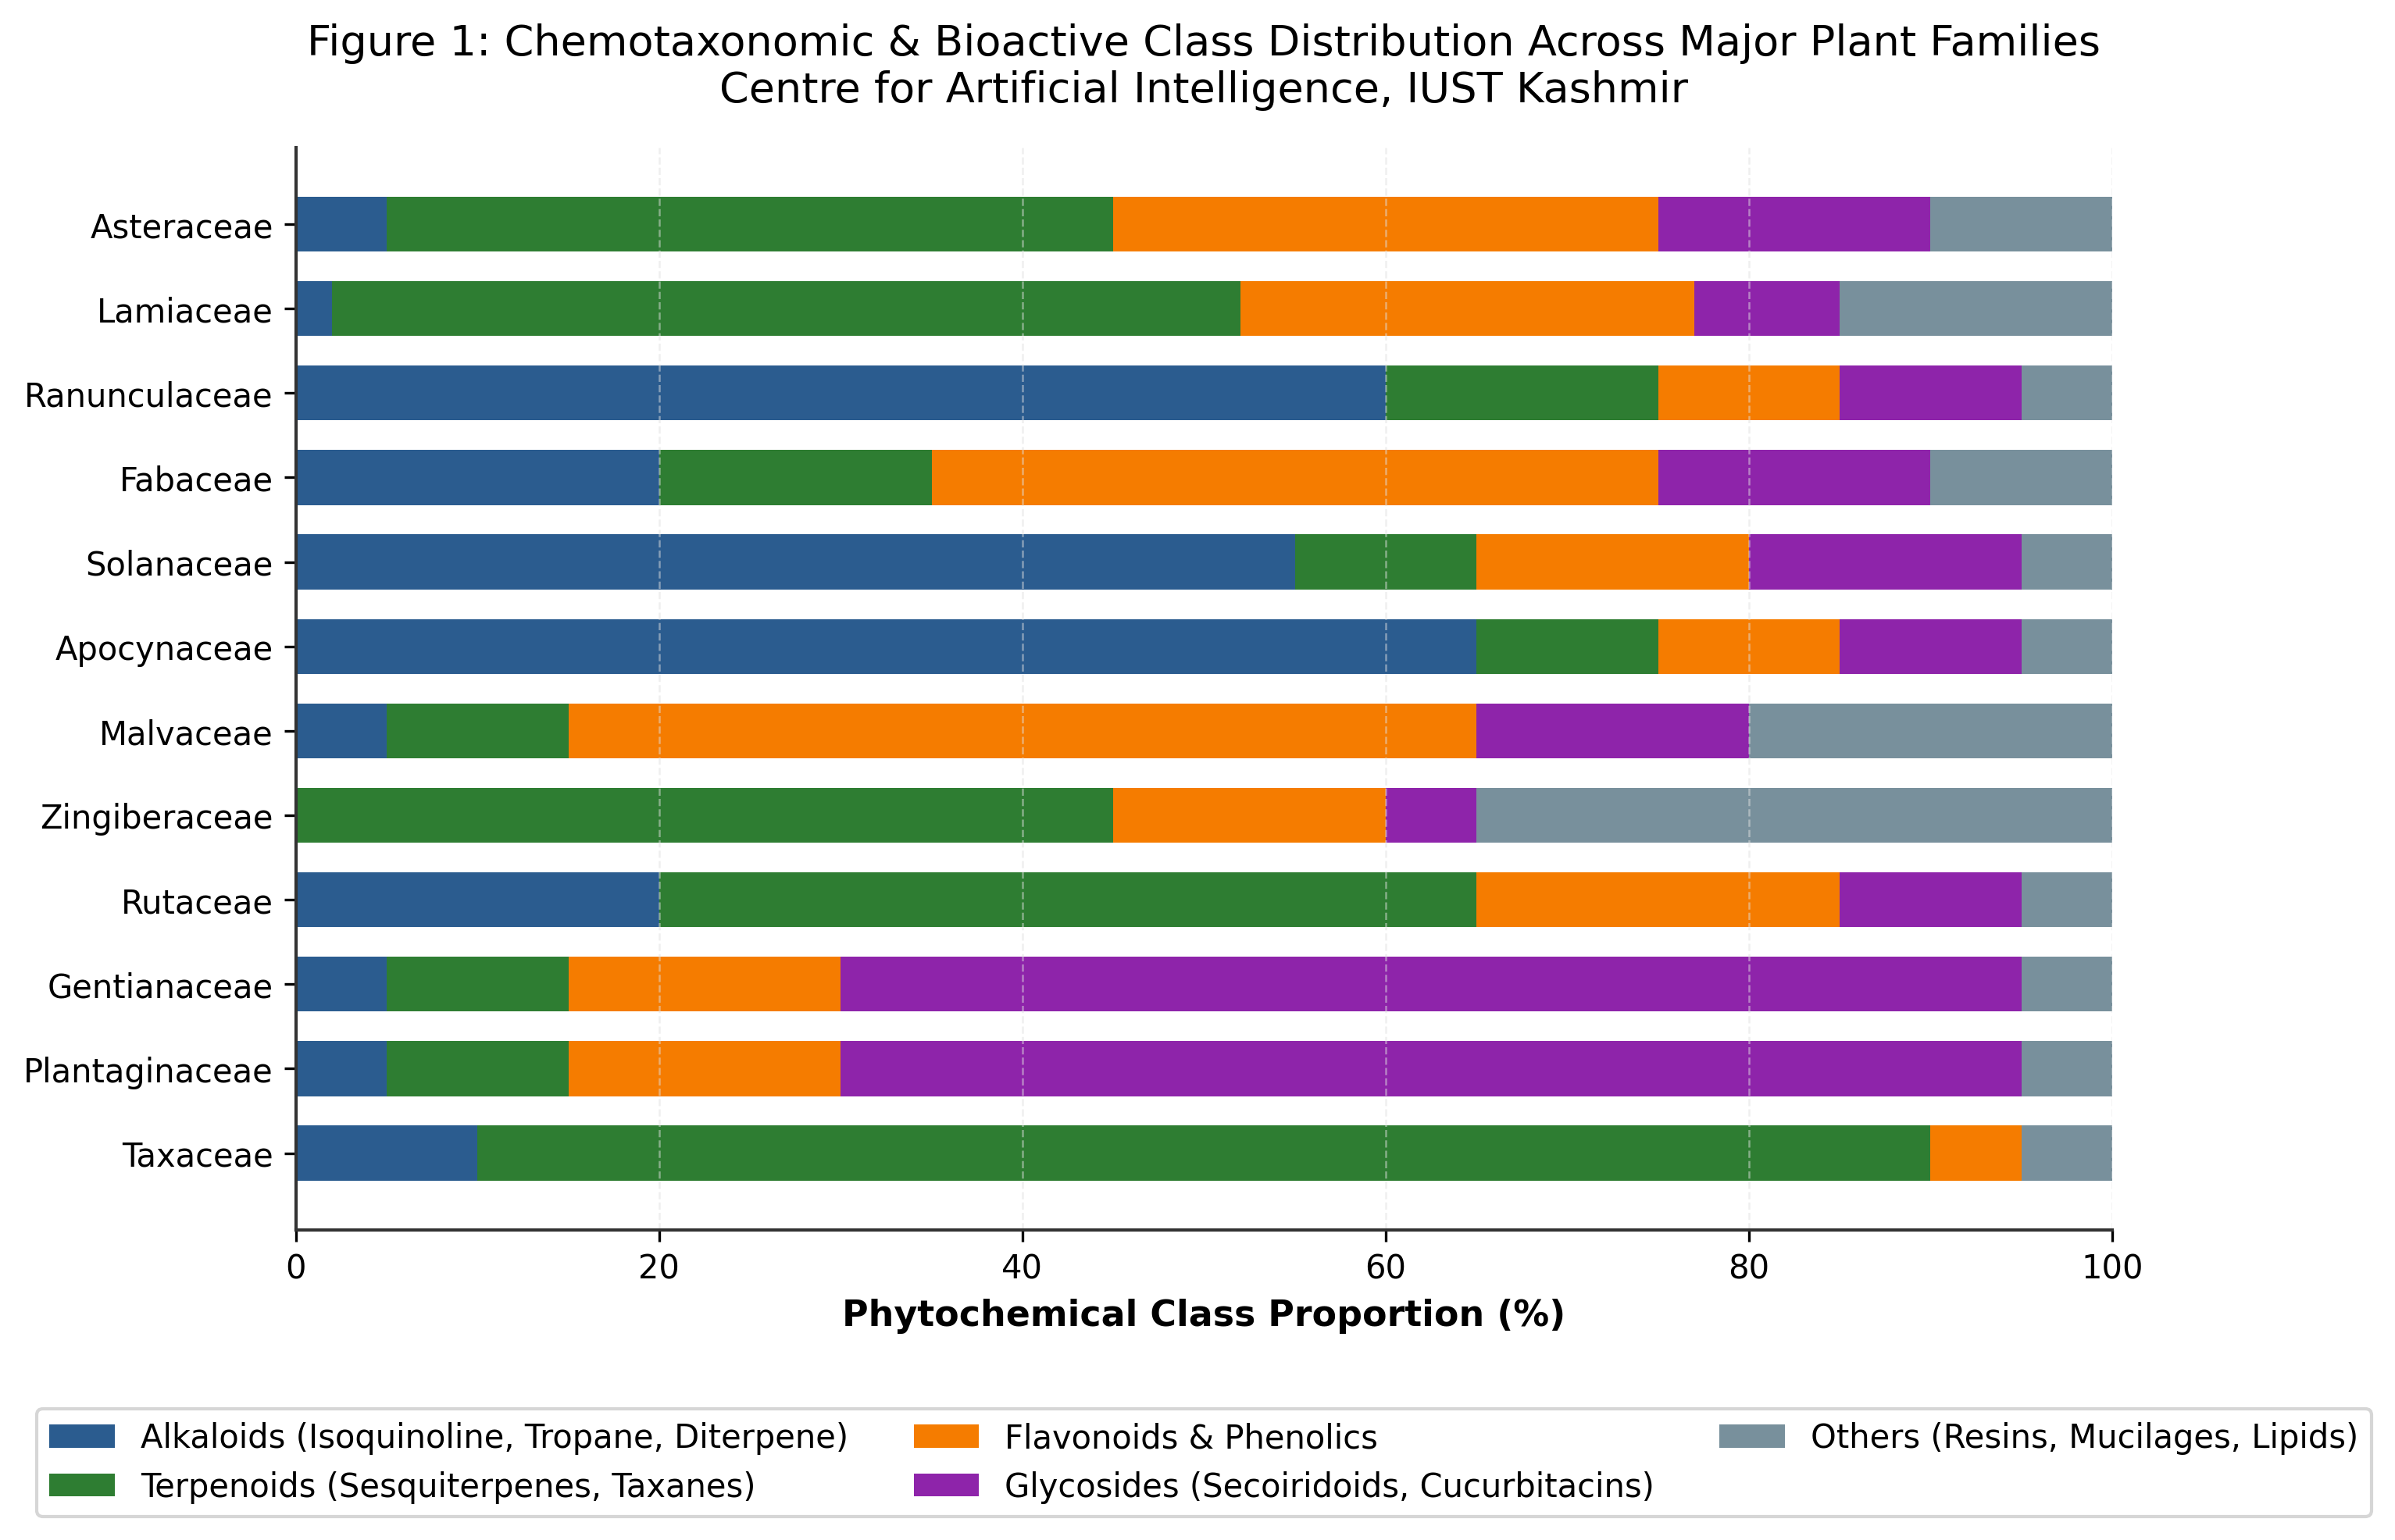 Figure 1: Chemotaxonomic & Bioactive Class Distribution Across Major Plant Families
Centre for Artificial Intelligence, IUST Kashmir
Asteraceae
Lamiaceae
Ranunculaceae
Fabaceae
Solanaceae
Apocynaceae
Malvaceae
Zingiberaceae
Rutaceae
Gentianaceae
Plantaginaceae
Taxaceae
0 20 40 60 80 100
Phytochemical Class Proportion (%)
Alkaloids (Isoquinoline, Tropane, Diterpene)
Terpenoids (Sesquiterpenes, Taxanes)
Flavonoids & Phenolics
Glycosides (Secoiridoids, Cucurbitacins)
Others (Resins, Mucilages, Lipids)